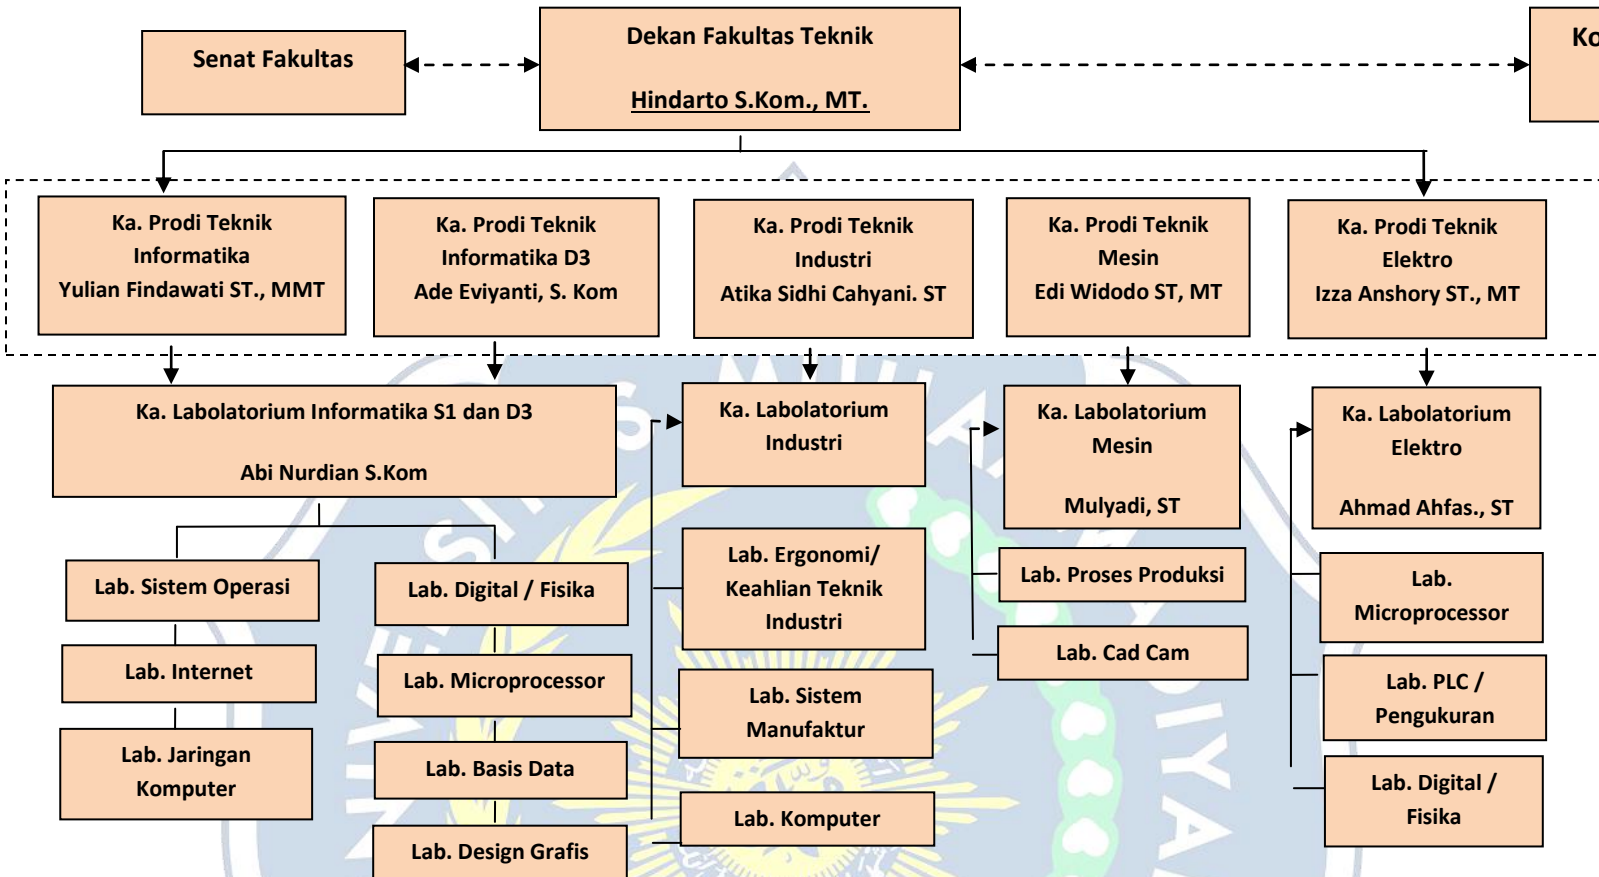 Senat Fakultas
Dekan Fakultas Teknik
Hindarto S.Kom., MT.
Ko
Ka. Prodi Teknik
Informatika
Yulian Findawati ST., MMT
Ka. Prodi Teknik
Informatika D3
Ade Eviyanti, S. Kom
Ka. Prodi Teknik
Industri
Atika Sidhi Cahyani. ST
Ka. Prodi Teknik
Mesin
Edi Widodo ST, MT
Ka. Prodi Teknik
Elektro
Izza Anshory ST., MT
Ka. Labolatorium Informatika S1 dan D3
Abi Nurdian S.Kom
Ka. Labolatorium
Industri
Ka. Labolatorium
Mesin
Mulyadi, ST
Ka. Labolatorium
Elektro
Ahmad Ahfas., ST
Lab. Sistem Operasi
Lab. Internet
Lab. Jaringan
Komputer
Lab. Digital / Fisika
Lab. Microprocessor
Lab. Basis Data
Lab. Design Grafis
Lab. Ergonomi/
Keahlian Teknik
Industri
Lab. Sistem
Manufaktur
Lab. Komputer
Lab. Proses Produksi
Lab. Cad Cam
Lab.
Microprocessor
Lab. PLC /
Pengukuran
Lab. Digital /
Fisika